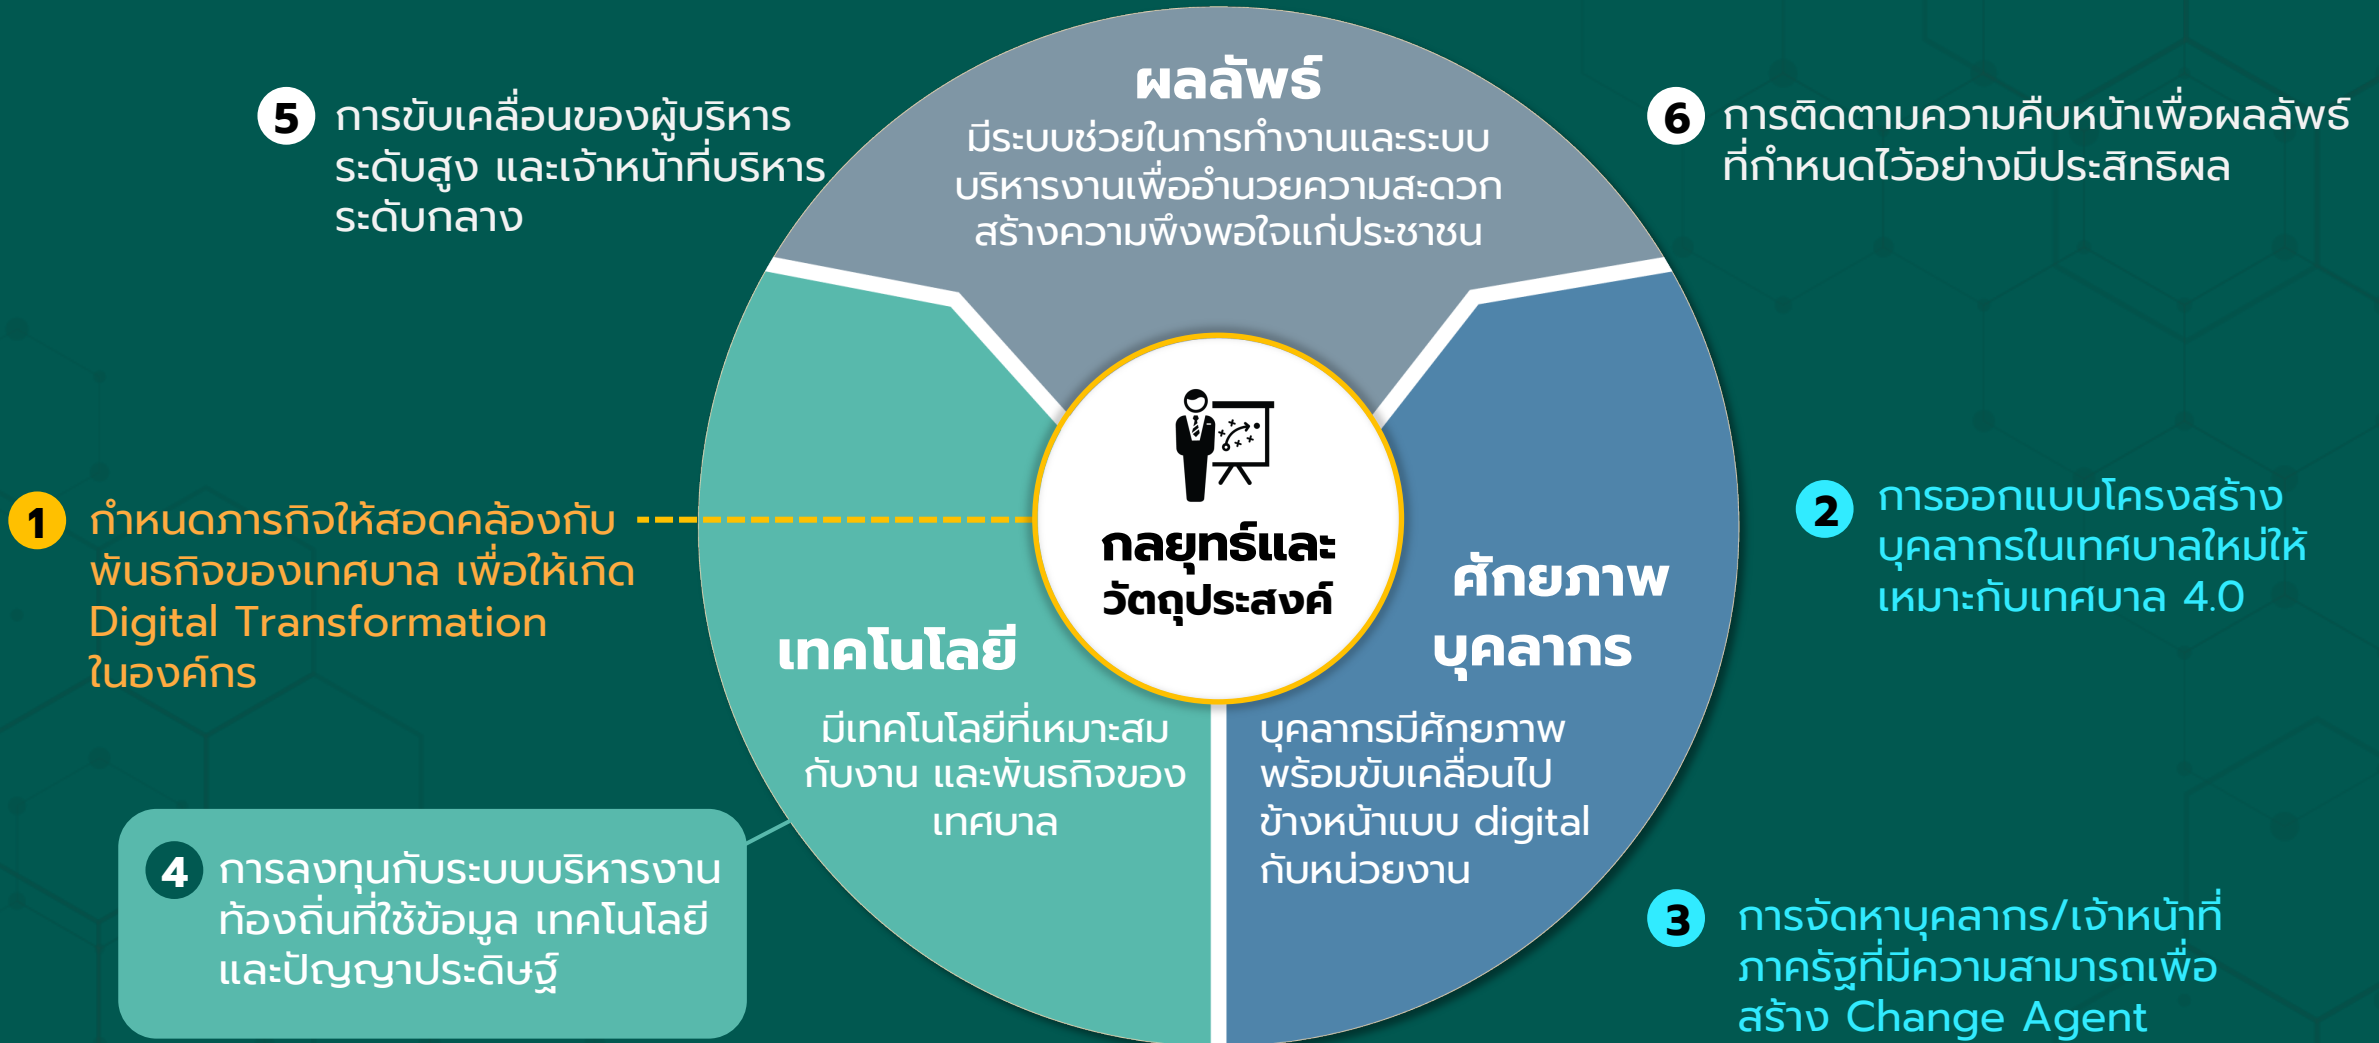 ผลลัพธ์
มีระบบช่วยในการทำงานและระบบ
บริหารงานเพื่ออำนวยความสะดวก
สร้างความพึงพอใจแก่ประชาชน
5 การขับเคลื่อนของผู้บริหาร
ระดับสูง และเจ้าหน้าที่บริหาร
ระดับกลาง
6 การติดตามความคืบหน้าเพื่อผลลัพธ์
ที่กำหนดไว้อย่างมีประสิทธิผล
1 กำหนดภารกิจให้สอดคล้องกับ
พันธกิจของเทศบาล เพื่อให้เกิด
Digital Transformation
ในองค์กร
กลยุทธ์และ
วัตถุประสงค์
2 การออกแบบโครงสร้าง
บุคลากรในเทศบาลใหม่ให้
เหมาะกับเทศบาล 4.0
เทคโนโลยี
มีเทคโนโลยีที่เหมาะสม
กับงาน และพันธกิจของ
เทศบาล
ศักยภาพ
บุคลากร
บุคลากรมีศักยภาพ
พร้อมขับเคลื่อนไป
ข้างหน้าแบบ digital
กับหน่วยงาน
4 การลงทุนกับระบบบริหารงาน
ท้องถิ่นที่ใช้ข้อมูล เทคโนโลยี
และปัญญาประดิษฐ์
3 การจัดหาบุคลากร/เจ้าหน้าที่
ภาครัฐที่มีความสามารถเพื่อ
สร้าง Change Agent